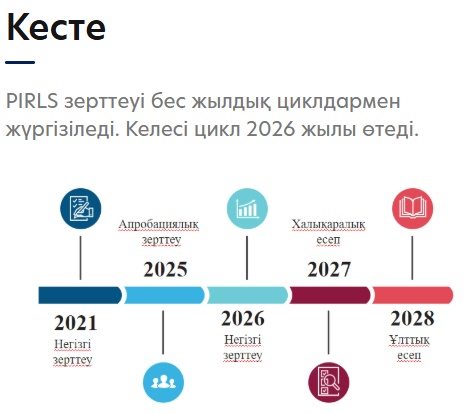 Кесте
PIRLS зерттеуі бес жылдық циклдармен
жүргізіледі. Келесі цикл 2026 жылы өтеді.
Апробациялық
зерттеу
2025
Халықаралық
есеп
2027
2021
Негізгі
зерттеу
2026
Негізгі
зерттеу
2028
Ұлттық
есеп